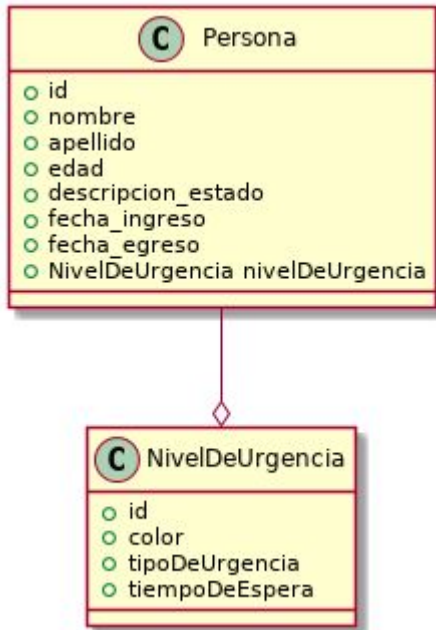 C Persona
id
nombre
apellido
edad
descripcion_estado
fecha_ingreso
fecha_egreso
NivelDeUrgencia nivelDeUrgencia
C NivelDeUrgencia
id
color
tipoDeUrgencia
tiempoDeEspera